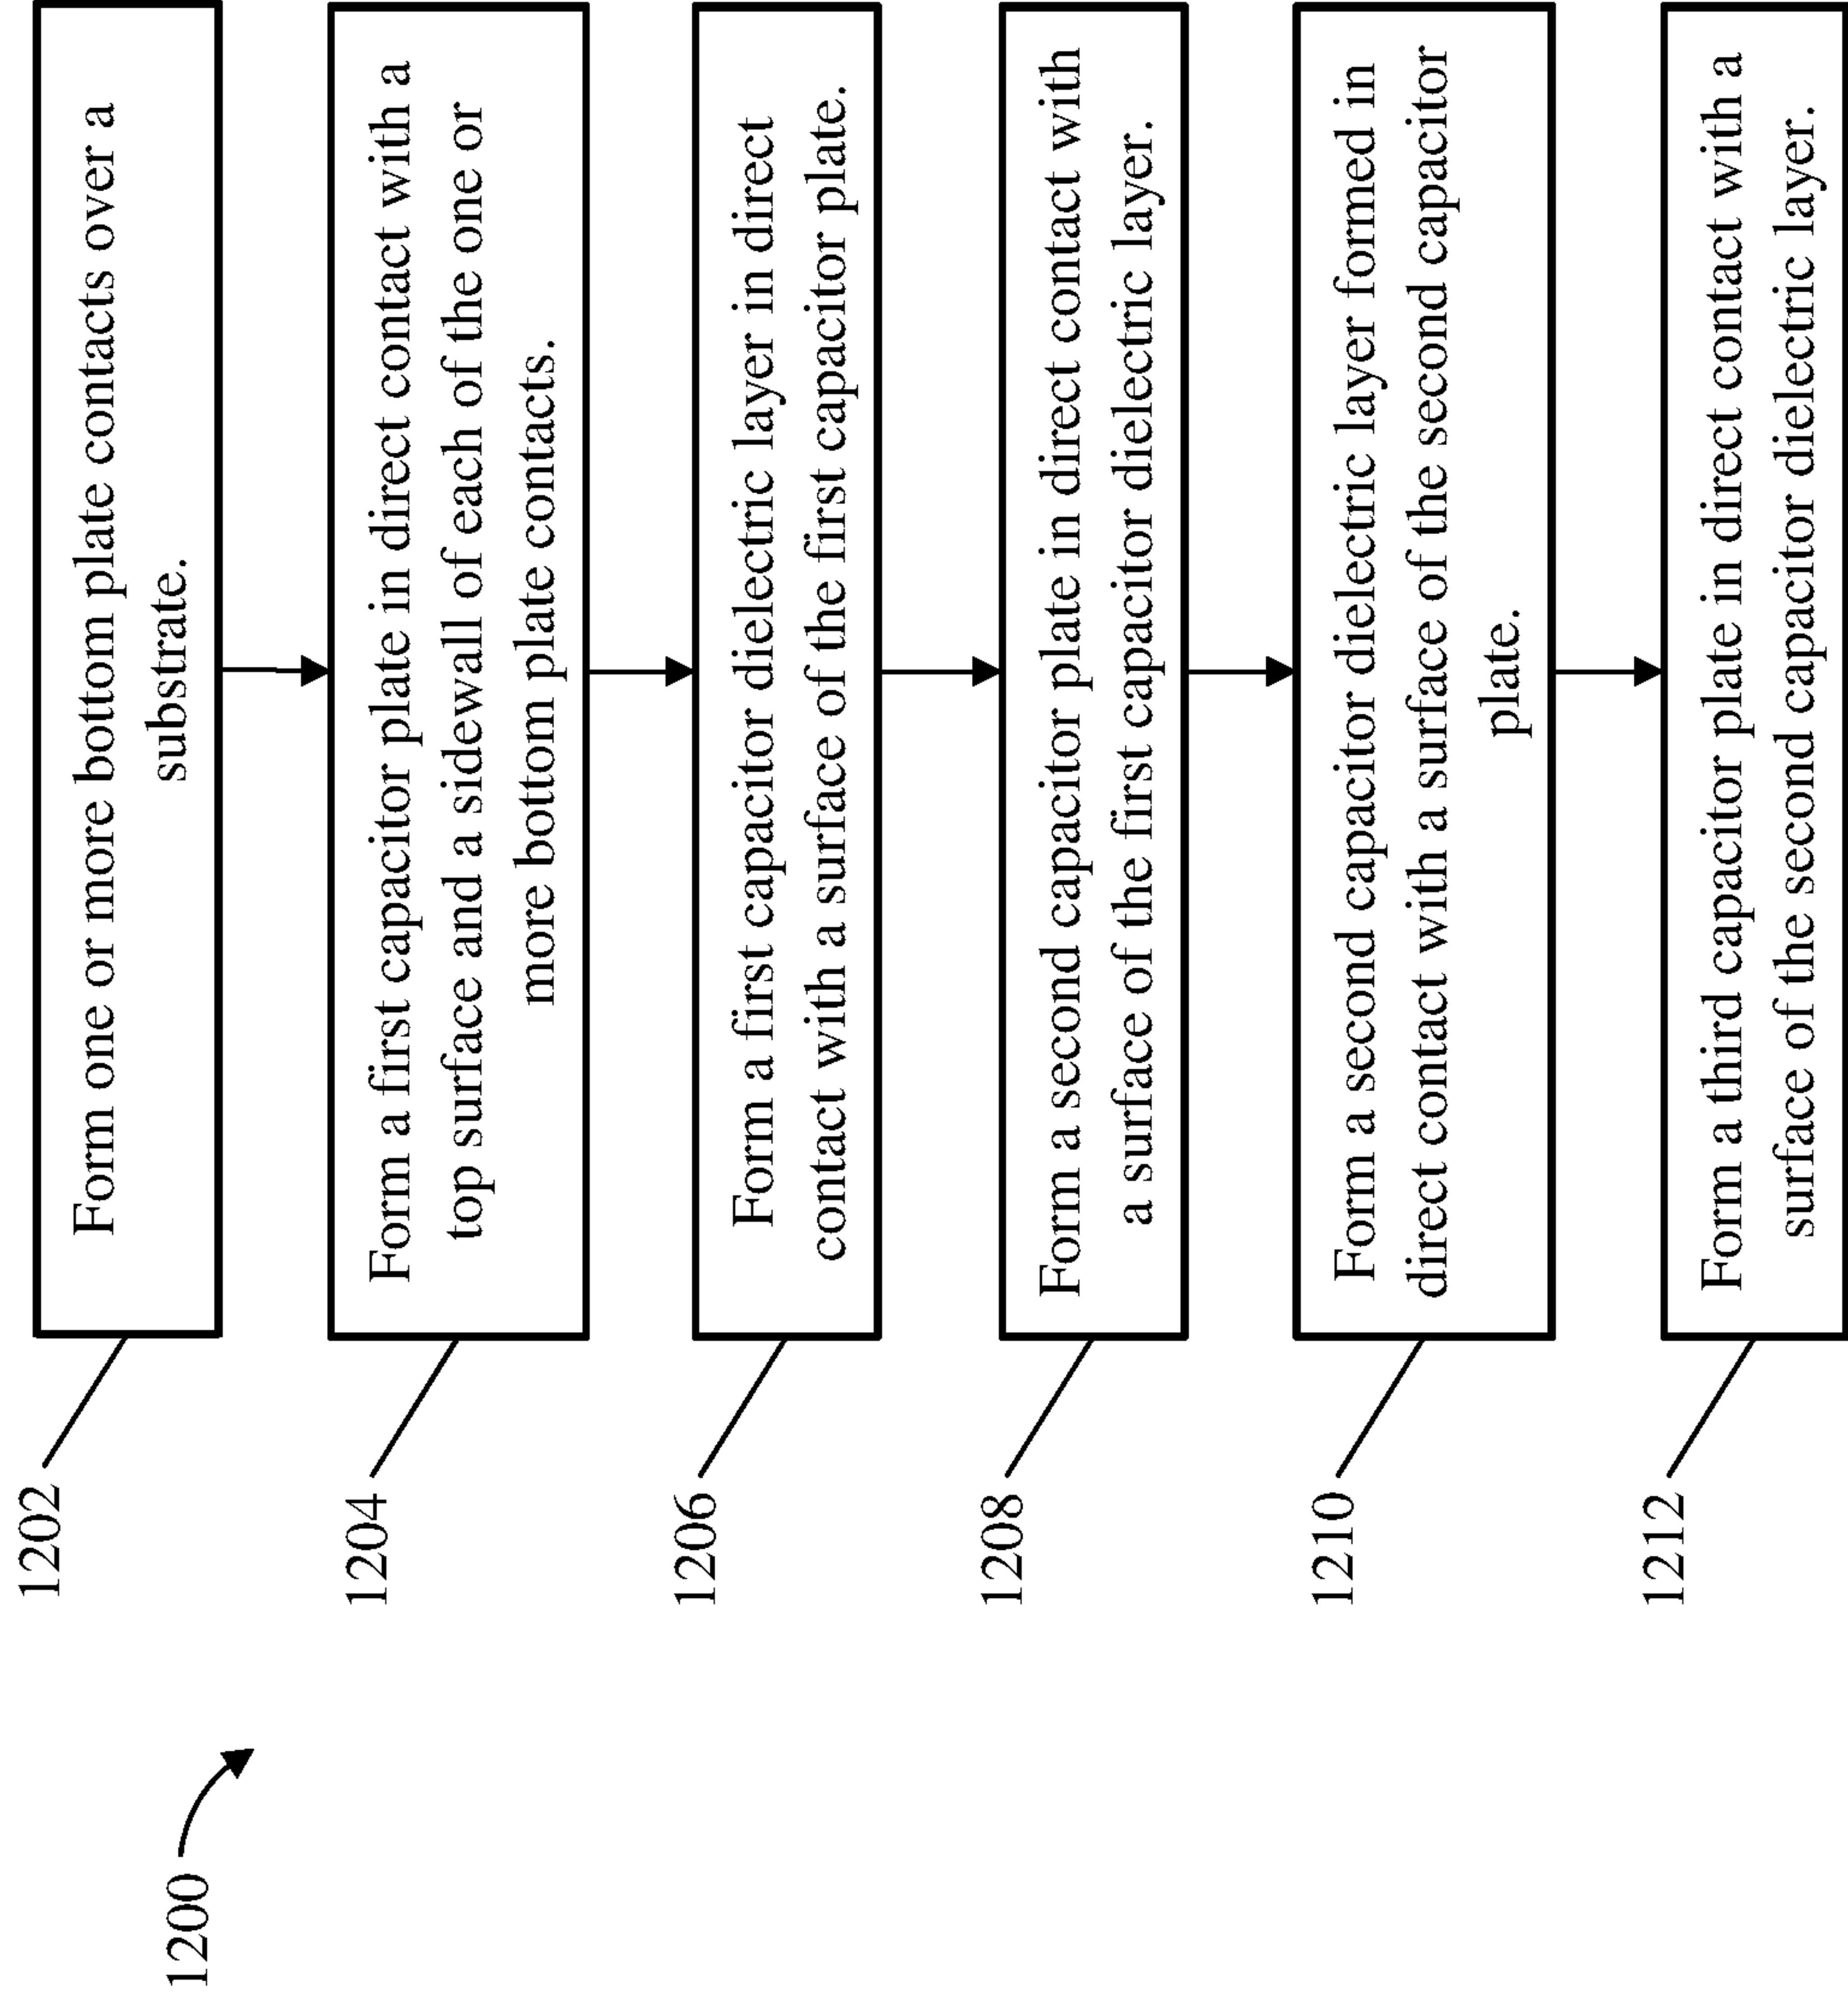 1200
1202
Form one or more bottom plate contacts over a
substrate.
1204
Form a first capacitor plate in direct contact with a
top surface and a sidewall of each of the one or
more bottom plate contacts.
1206
Form a first capacitor dielectric layer in direct
contact with a surface of the first capacitor plate.
1208
Form a second capacitor plate in direct contact with
a surface of the first capacitor dielectric layer.
1210
Form a second capacitor dielectric layer formed in
direct contact with a surface of the second capacitor
plate.
1212
Form a third capacitor plate in direct contact with a
surface of the second capacitor dielectric layer.